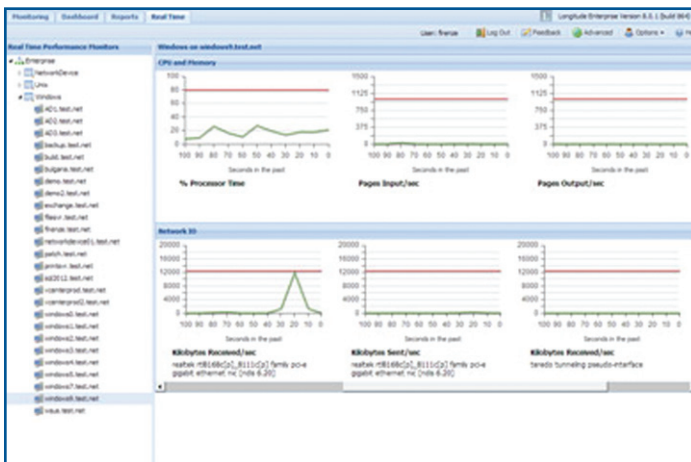 Monitoring Dashboard Reports Real Time
Longitude Enterprise Version 8.0.1 (build 864)
User: firanze Log Out Feedback Advanced Options
Real Time Performance Monitors
Enterprise
NetworkDevice
Unix
Windows
AD1.test.net
AD2.test.net
AD3.test.net
backup.test.net
build.test.net
bulgaria.test.net
demo.test.net
demo2.test.net
exchange.test.net
filesvr.test.net
firanze.test.net
networkdevice01.test.net
patch.test.net
printsvr.test.net
sql2012.test.net
vcenterprod.test.net
vcenterprod2.test.net
windows0.test.net
windows1.test.net
windows2.test.net
windows3.test.net
windows4.test.net
windows5.test.net
windows7.test.net
windows9.test.net
wsus.test.net
Windows on windows9.test.net
CPU and Memory
100
80
60
40
20
0
100 90 80 70 60 50 40 30 20 10 0
Seconds in the past
% Processor Time
1500
1125
750
375
0
100 90 80 70 60 50 40 30 20 10 0
Seconds in the past
Pages Input/sec
1500
1125
750
375
0
100 90 80 70 60 50 40 30 20 10 0
Seconds in the past
Pages Output/sec
Network IO
20000
16000
12000
8000
4000
0
100 90 80 70 60 50 40 30 20 10 0
Seconds in the past
Kilobytes Received/sec
realtek rtl8168c[p]_8111c[p] family pci-e
gigabit ethernet nic [ndis 6.20]
20000
16000
12000
8000
4000
0
100 90 80 70 60 50 40 30 20 10 0
Seconds in the past
Kilobytes Sent/sec
realtek rtl8168c[p]_8111c[p] family pci-e
gigabit ethernet nic [ndis 6.20]
20000
16000
12000
8000
4000
0
100 90 80 70 60 50 40 30 20 10 0
Seconds in the past
Kilobytes Received/sec
teredo tunneling pseudo-interface